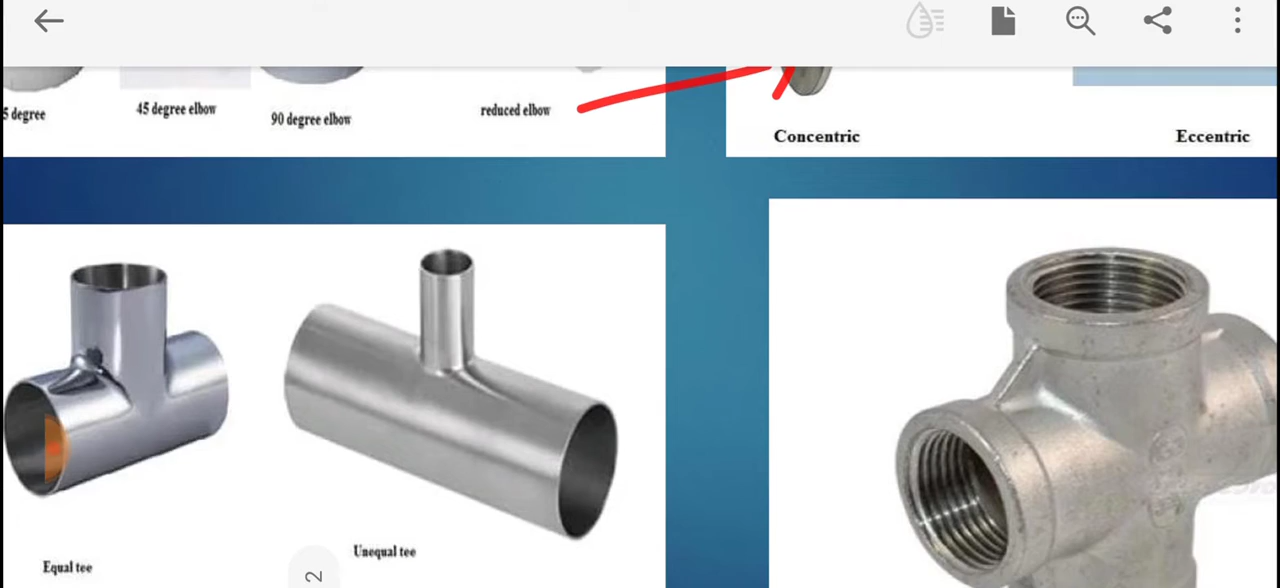 5 degree
45 degree elbow
90 degree elbow
reduced elbow
Concentric
Eccentric
Equal tee
Unequal tee
2